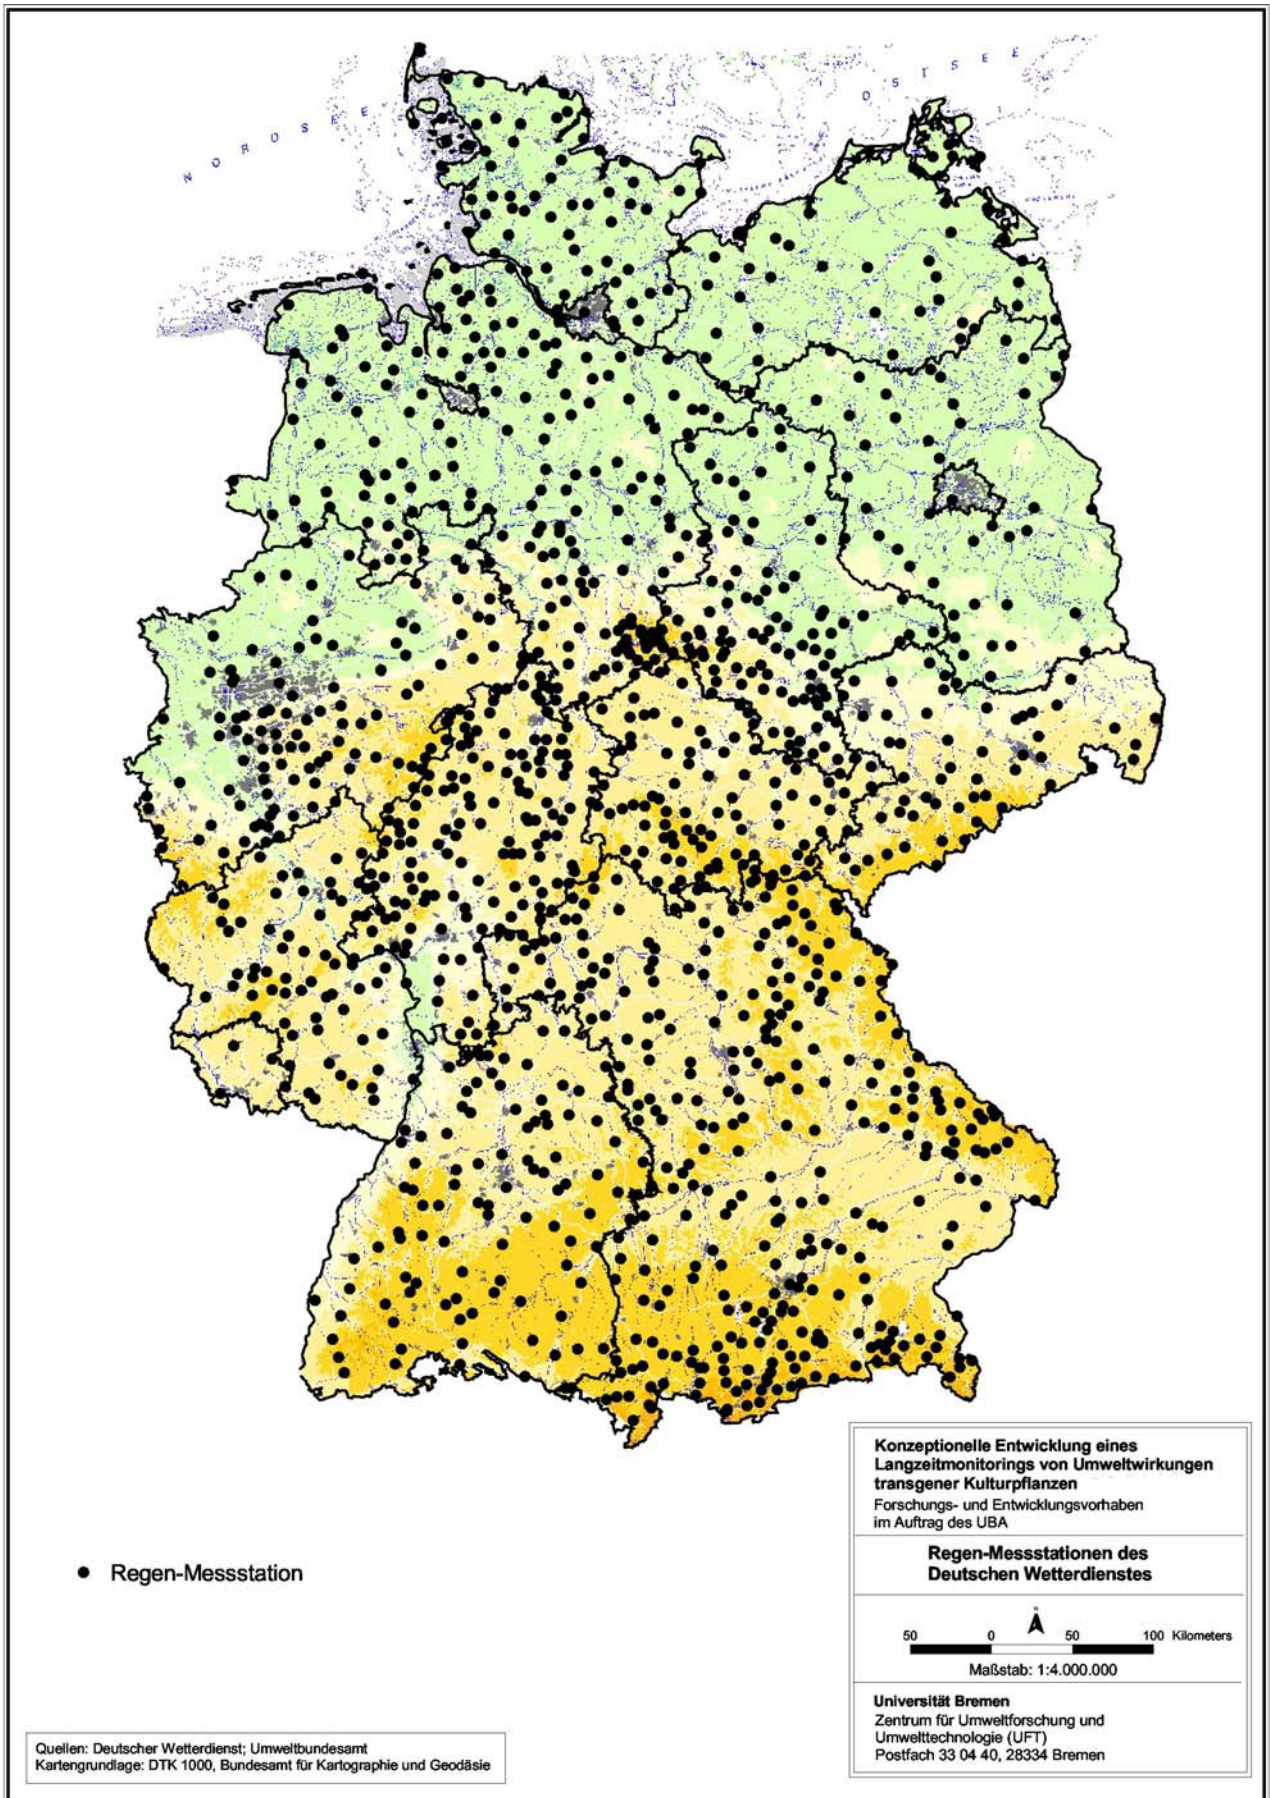 N O R D S E E
O S T S E E
Regen-Messstation
Konzeptionelle Entwicklung eines
Langzeitmonitorings von Umweltwirkungen
transgener Kulturpflanzen
Forschungs- und Entwicklungsvorhaben
im Auftrag des UBA
Regen-Messstationen des
Deutschen Wetterdienstes
N
50 0 50 100 Kilometers
Maßstab: 1:4.000.000
Universität Bremen
Zentrum für Umweltforschung und
Umwelttechnologie (UFT)
Postfach 33 04 40, 28334 Bremen
Quellen: Deutscher Wetterdienst; Umweltbundesamt
Kartengrundlage: DTK 1000, Bundesamt für Kartographie und Geodäsie